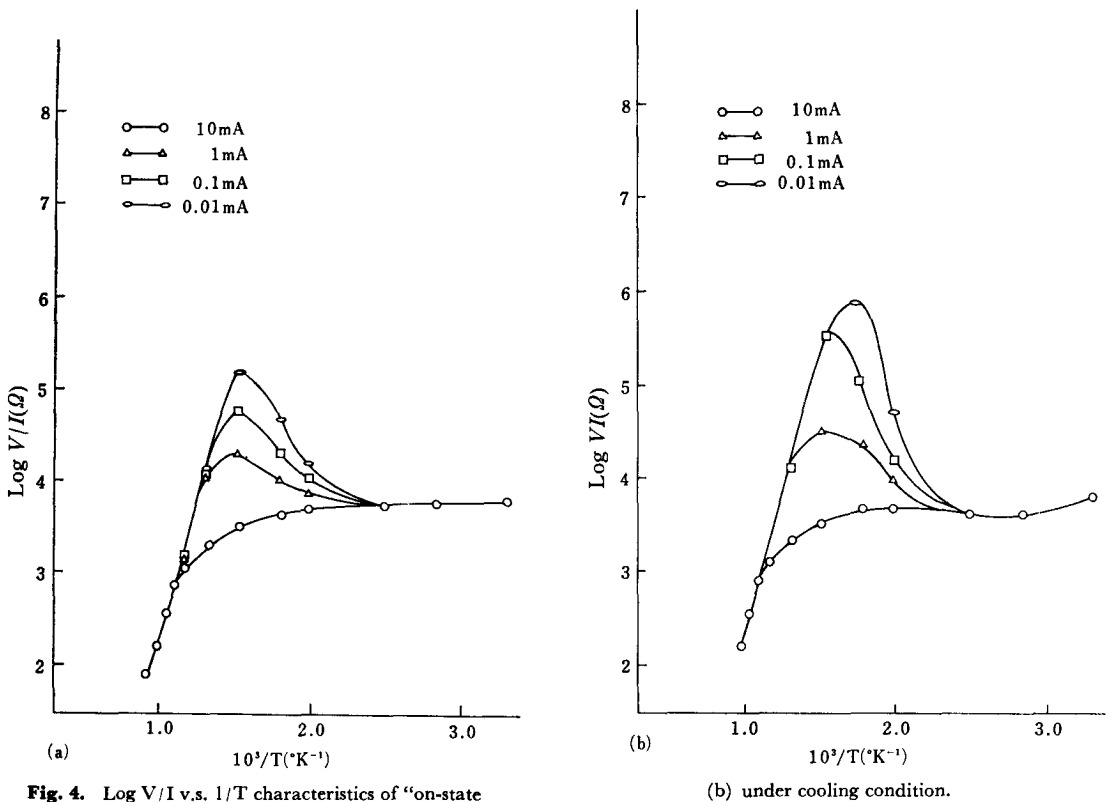 8
7
6
5
4
3
2
Log V/I(Ω)
10mA
1mA
0.1mA
0.01mA
1.0 2.0 3.0
(a)
10³/T(°K⁻¹)
Fig. 4. Log V/I v.s. 1/T characteristics of "on-state
8
7
6
5
4
3
2
Log VI(Ω)
10mA
1mA
0.1mA
0.01mA
1.0 2.0 3.0
(b)
10³/T(°K⁻¹)
(b) under cooling condition.